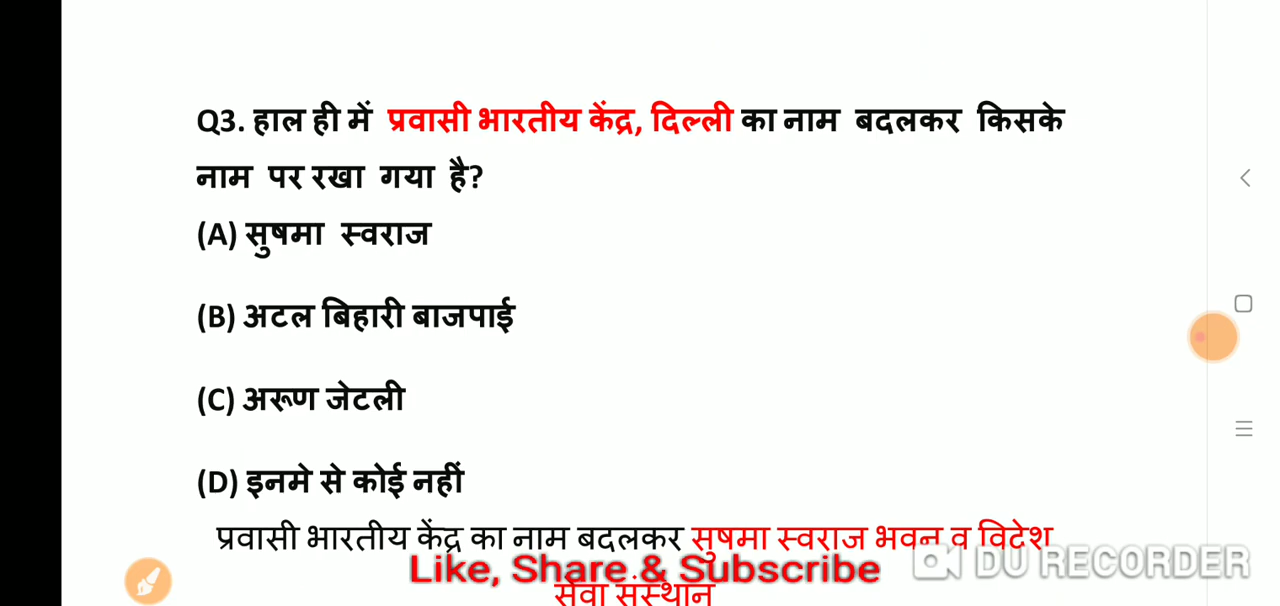 Q3. हाल ही में प्रवासी भारतीय केंद्र, दिल्ली का नाम बदलकर किसके
नाम पर रखा गया है?
(A) सुषमा स्वराज
(B) अटल बिहारी बाजपाई
(C) अरूण जेटली
(D) इनमे से कोई नहीं
प्रवासी भारतीय केंद्र का नाम बदलकर सुषमा स्वराज भवन व विदेश
Like, Share & Subscribe
DU RECORDER
सेवा संस्थान